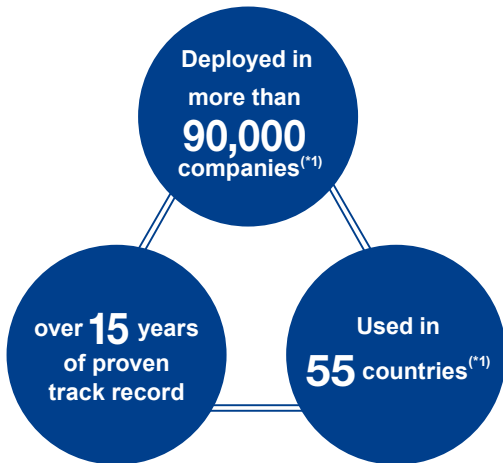 Deployed in
more than
90,000
companies(*1)
over 15 years
of proven
track record
Used in
55 countries(*1)